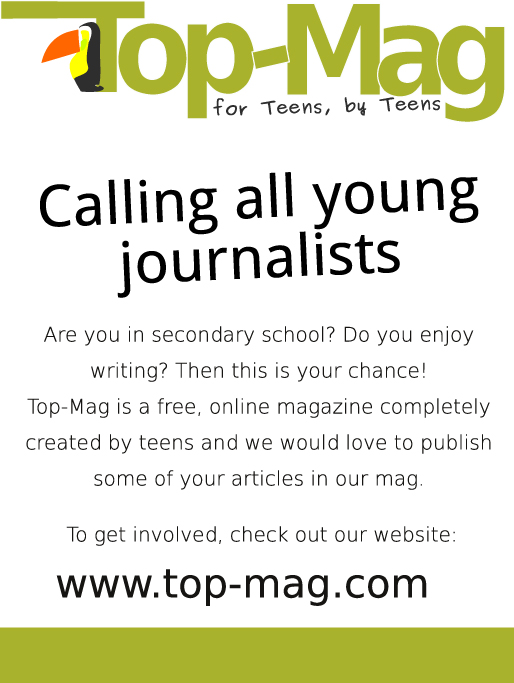 Top-Mag
for Teens, by Teens
Calling all young
journalists
Are you in secondary school? Do you enjoy
writing? Then this is your chance!
Top-Mag is a free, online magazine completely
created by teens and we would love to publish
some of your articles in our mag.
To get involved, check out our website:
www.top-mag.com